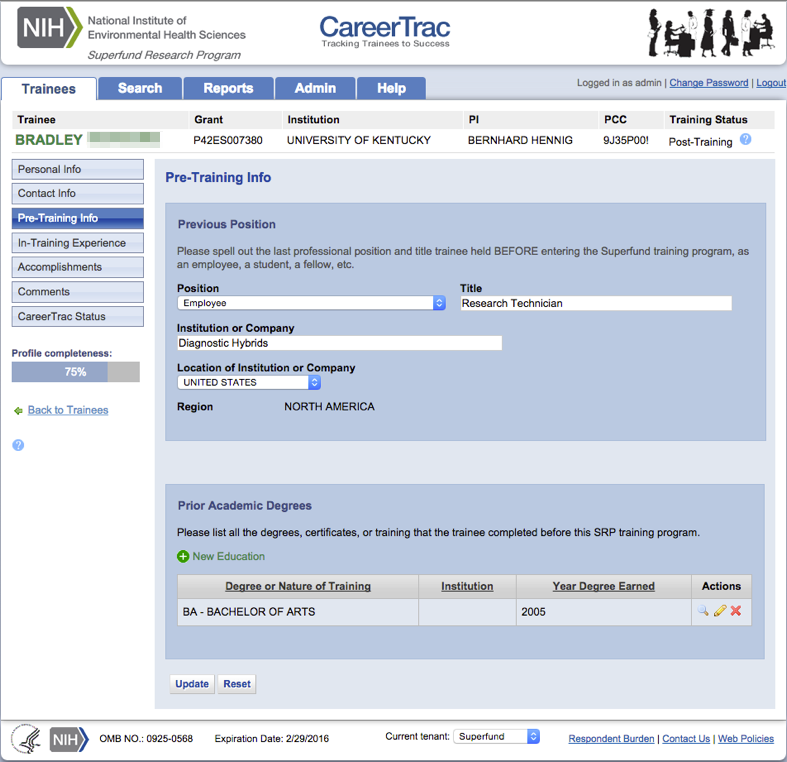 NIH
National Institute of
Environmental Health Sciences
Superfund Research Program
CareerTrac
Tracking Trainees to Success
Trainees
Search
Reports
Admin
Help
Logged in as admin | Change Password | Logout
Trainee Grant Institution PI PCC Training Status
BRADLEY P42ES007380 UNIVERSITY OF KENTUCKY BERNHARD HENNIG 9J35P00! Post-Training ?
Personal Info
Contact Info
Pre-Training Info
In-Training Experience
Accomplishments
Comments
CareerTrac Status
Profile completeness:
75%
Back to Trainees
?
Pre-Training Info
Previous Position
Please spell out the last professional position and title trainee held BEFORE entering the Superfund training program, as
an employee, a student, a fellow, etc.
Position Title
Employee Research Technician
Institution or Company
Diagnostic Hybrids
Location of Institution or Company
UNITED STATES
Region NORTH AMERICA
Prior Academic Degrees
Please list all the degrees, certificates, or training that the trainee completed before this SRP training program.
New Education
Degree or Nature of Training Institution Year Degree Earned Actions
BA - BACHELOR OF ARTS 2005
Update Reset
NIH
OMB NO.: 0925-0568 Expiration Date: 2/29/2016 Current tenant: Superfund Respondent Burden | Contact Us | Web Policies